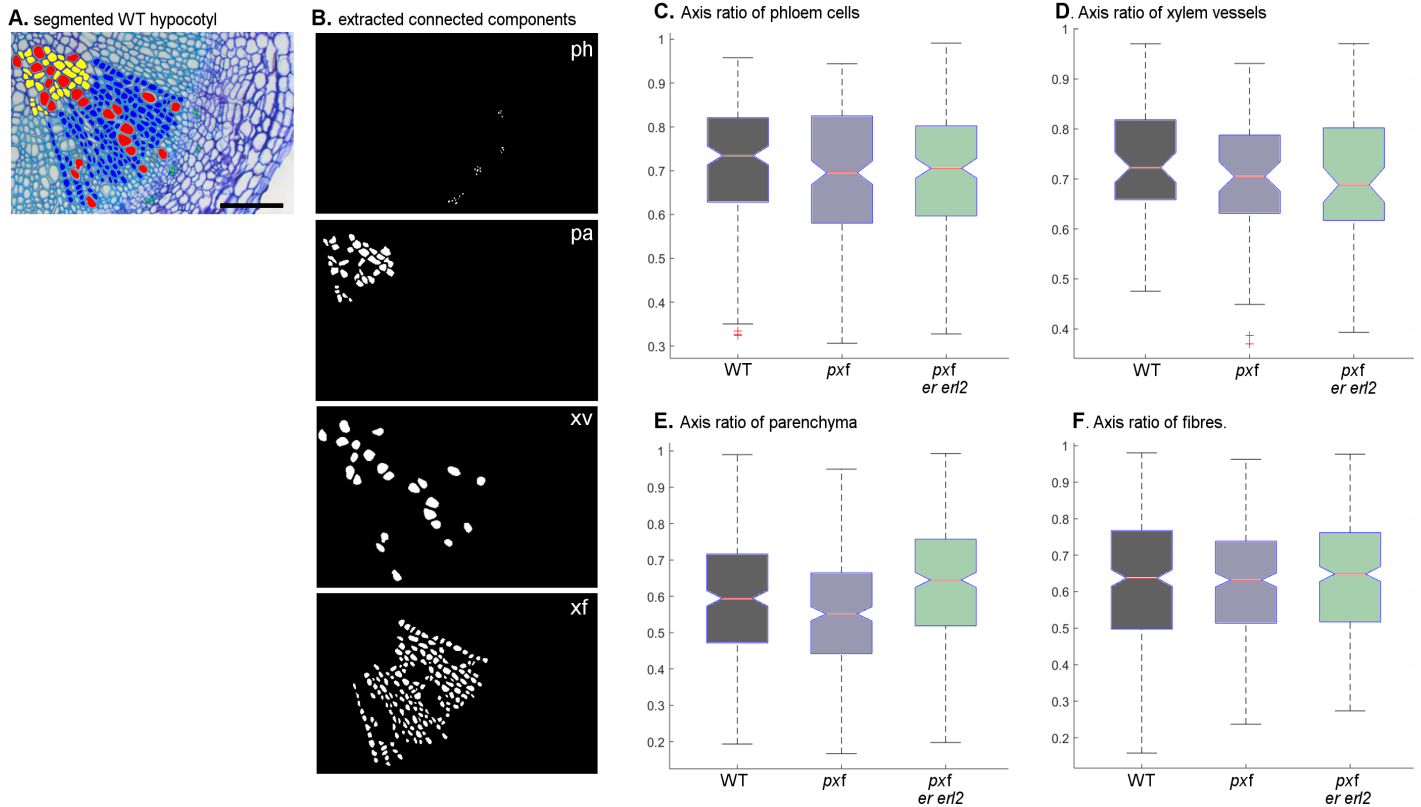 A. segmented WT hypocotyl
B. extracted connected components
ph
pa
xv
xf
C. Axis ratio of phloem cells
1
0.9
0.8
0.7
0.6
0.5
0.4
0.3
WT
pxf
pxf
er erl2
D. Axis ratio of xylem vessels
1
0.9
0.8
0.7
0.6
0.5
0.4
WT
pxf
pxf
er erl2
E. Axis ratio of parenchyma
1
0.9
0.8
0.7
0.6
0.5
0.4
0.3
0.2
WT
pxf
pxf
er erl2
F. Axis ratio of fibres.
1
0.9
0.8
0.7
0.6
0.5
0.4
0.3
0.2
WT
pxf
pxf
er erl2